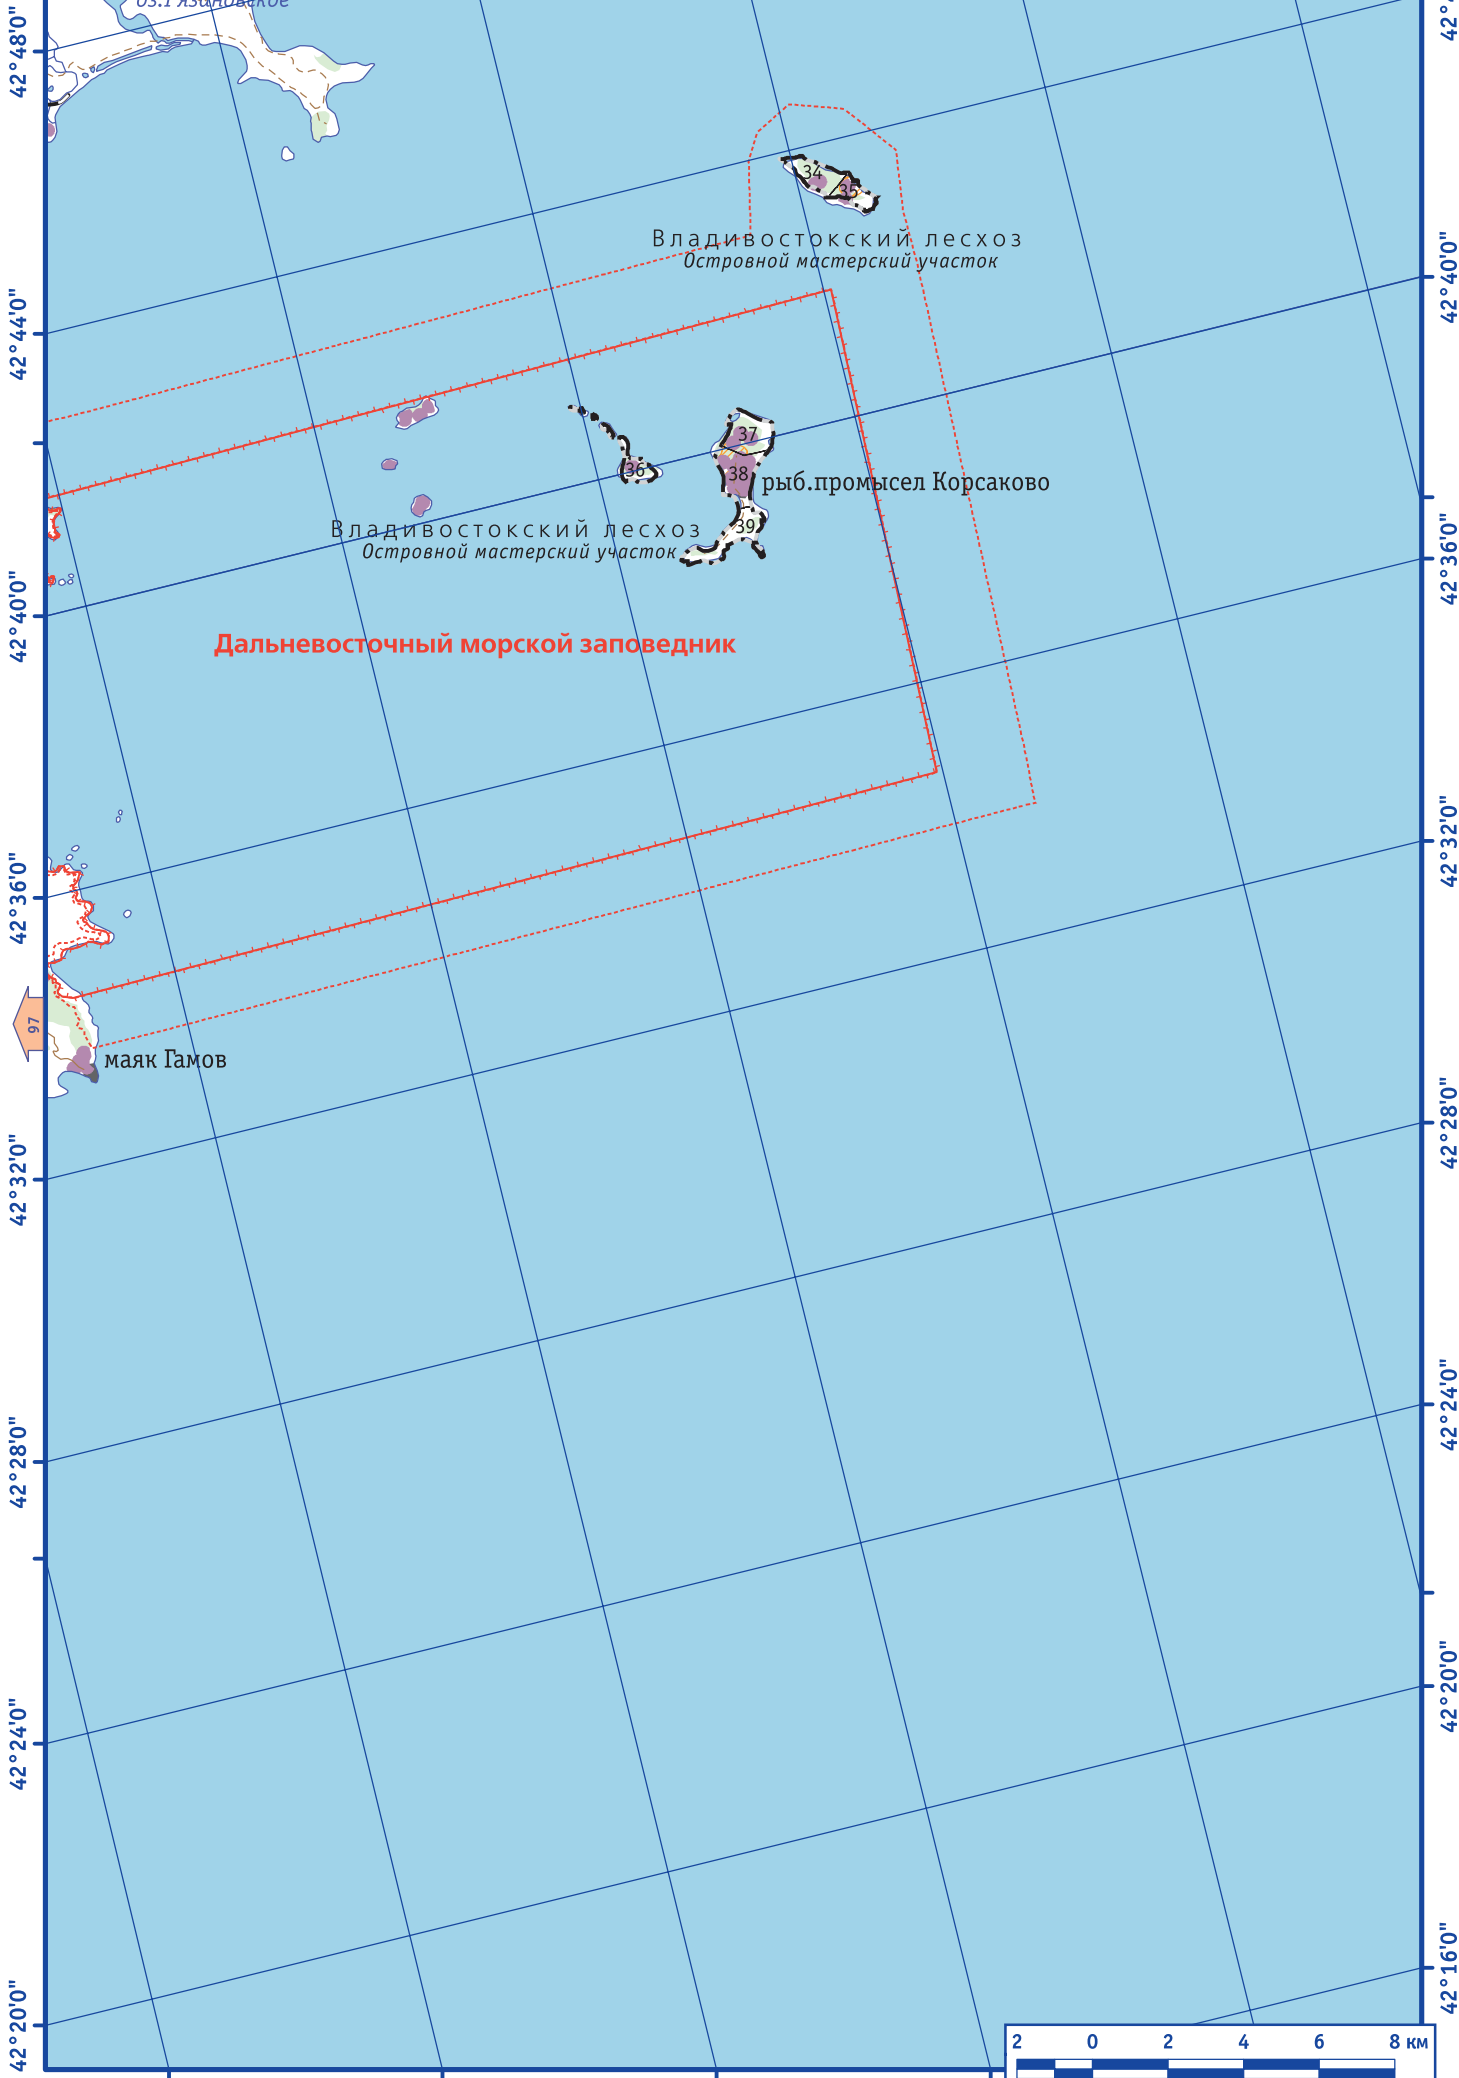 оз.Рязановское
42°48'0"
42°44'0"
42°40'0"
42°36'0"
42°32'0"
42°28'0"
42°24'0"
42°20'0"
34
35
Владивостокский лесхоз
Островной мастерский участок
37
36
38
рыб.промысел Корсаково
39
Владивостокский лесхоз
Островной мастерский участок
Дальневосточный морской заповедник
97
маяк Гамов
42°40'0"
42°36'0"
42°32'0"
42°28'0"
42°24'0"
42°20'0"
42°16'0"
2 0 2 4 6 8 км